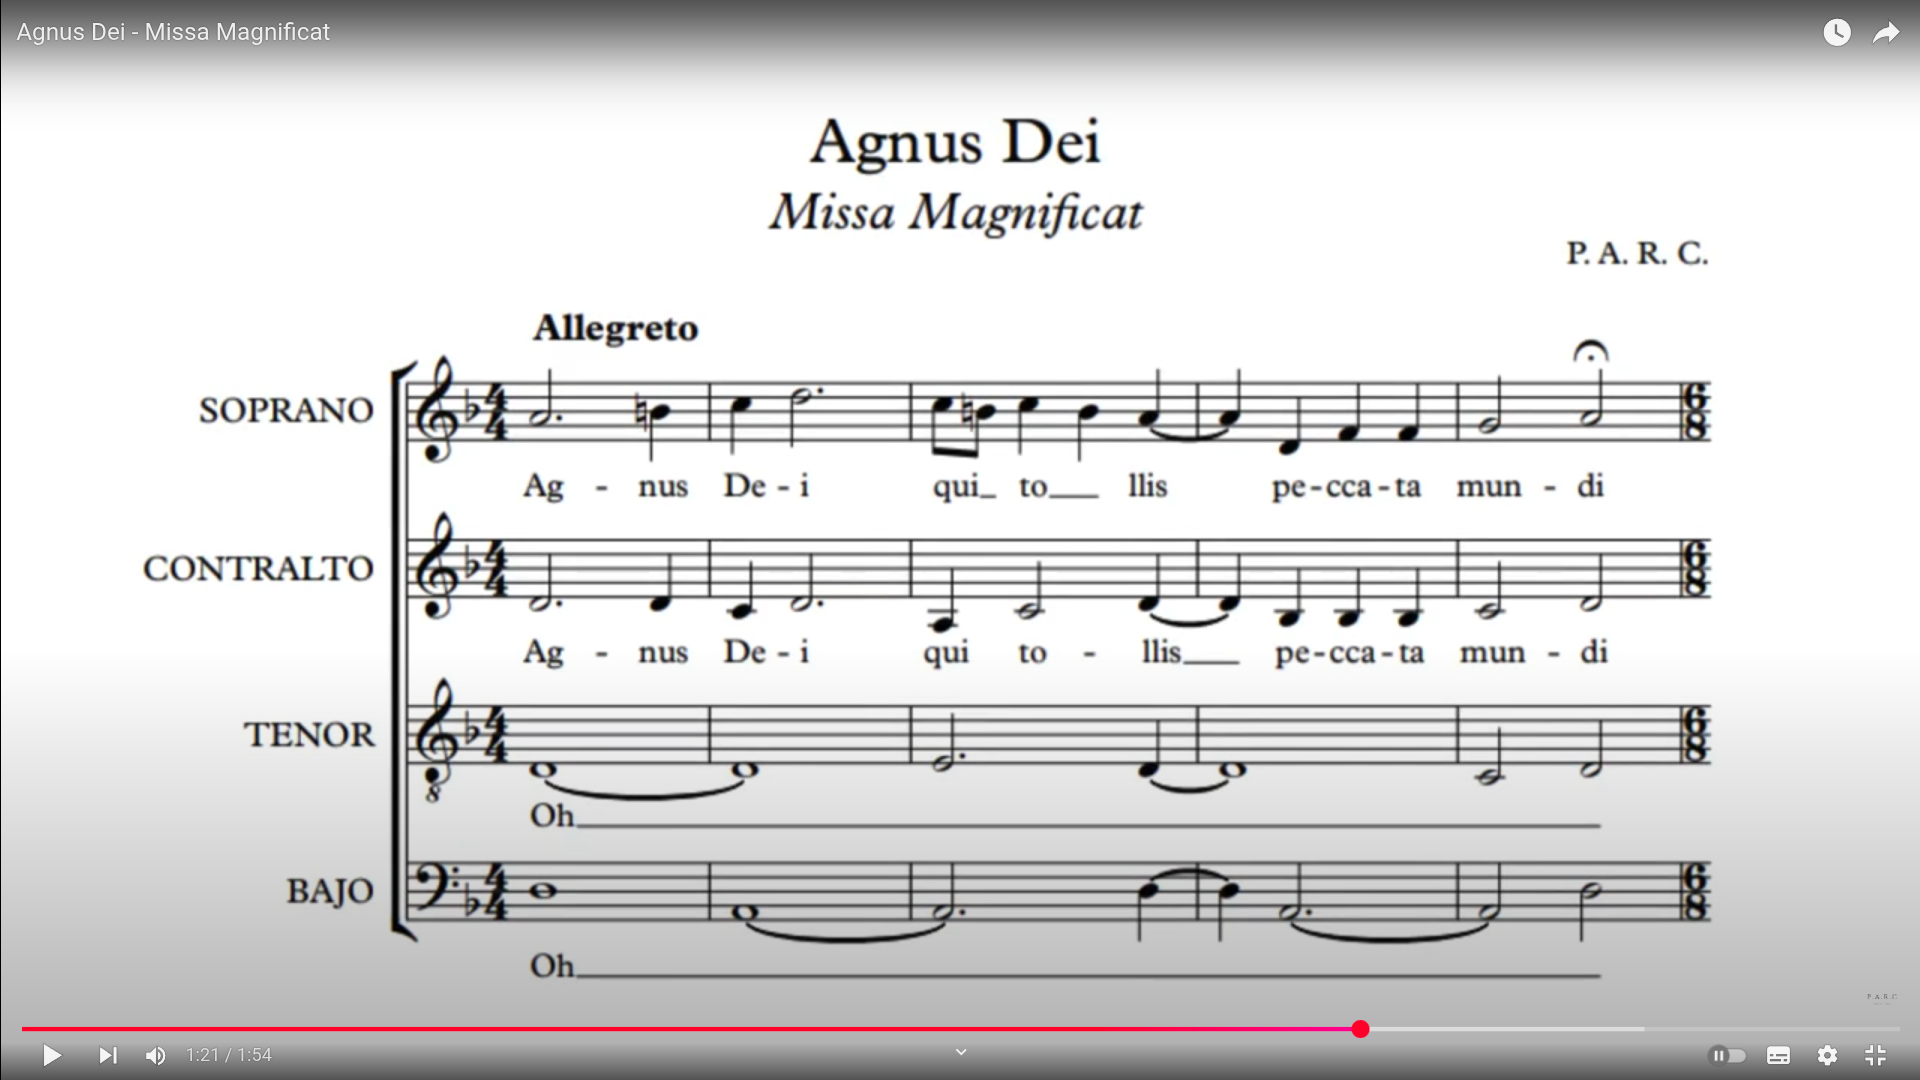 Agnus Dei - Missa Magnificat
Agnus Dei
Missa Magnificat
P. A. R. C.
Allegreto
SOPRANO
Ag - nus De - i qui_ to___ llis pe-cca-ta mun - di
CONTRALTO
Ag - nus De - i qui to - llis___ pe-cca-ta mun - di
TENOR
Oh
BAJO
Oh
P.A.R.C
1:21 / 1:54